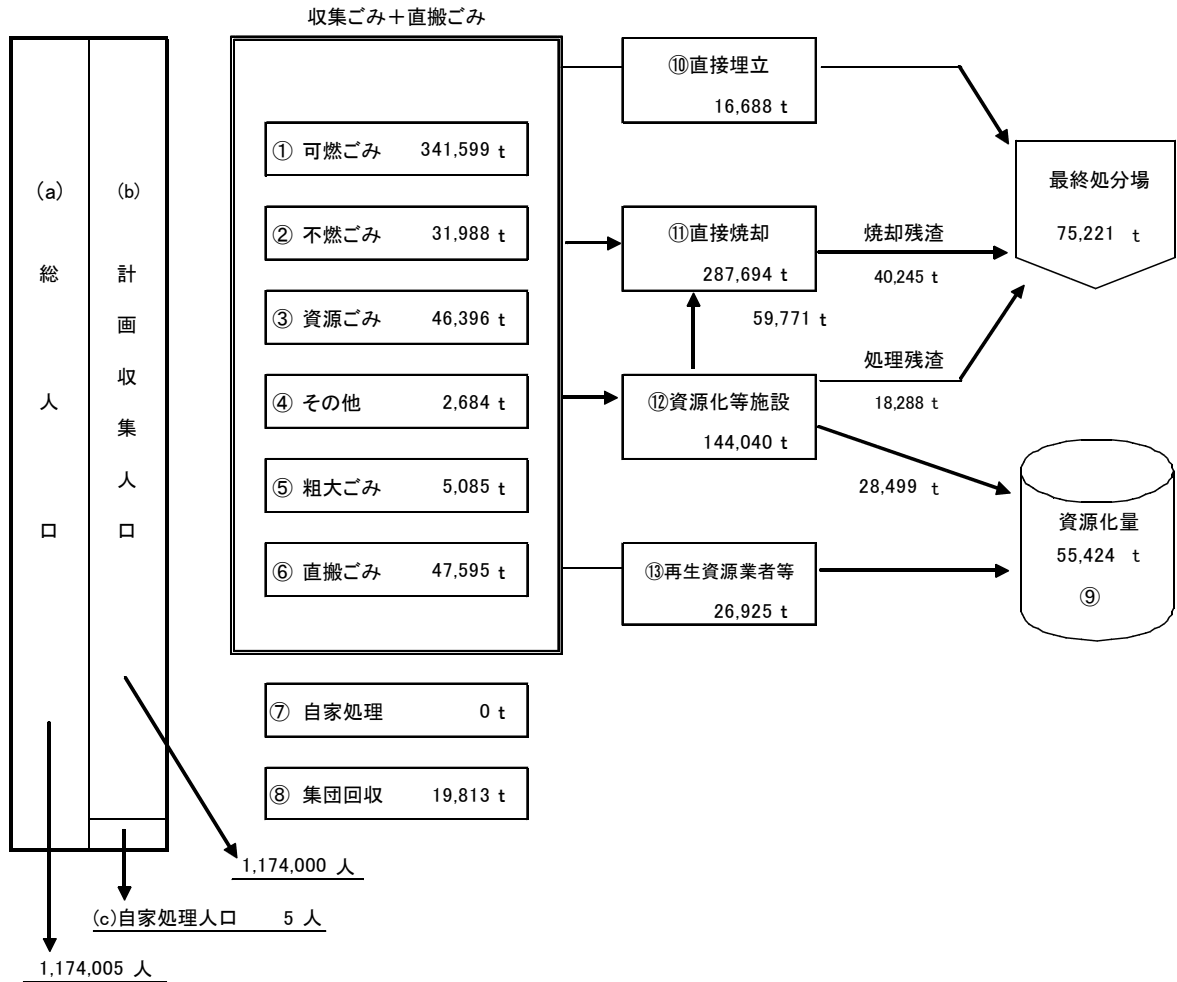 収集ごみ＋直搬ごみ
(a)
総人口
(b)
計画収集人口
① 可燃ごみ 341,599 t
② 不燃ごみ 31,988 t
③ 資源ごみ 46,396 t
④ その他 2,684 t
⑤ 粗大ごみ 5,085 t
⑥ 直搬ごみ 47,595 t
⑦ 自家処理 0 t
⑧ 集団回収 19,813 t
⑩直接埋立
16,688 t
⑪直接焼却
287,694 t
59,771 t
⑫資源化等施設
144,040 t
⑬再生資源業者等
26,925 t
焼却残渣
40,245 t
処理残渣
18,288 t
28,499 t
最終処分場
75,221 t
資源化量
55,424 t
⑨
1,174,000 人
(c)自家処理人口 5 人
1,174,005 人